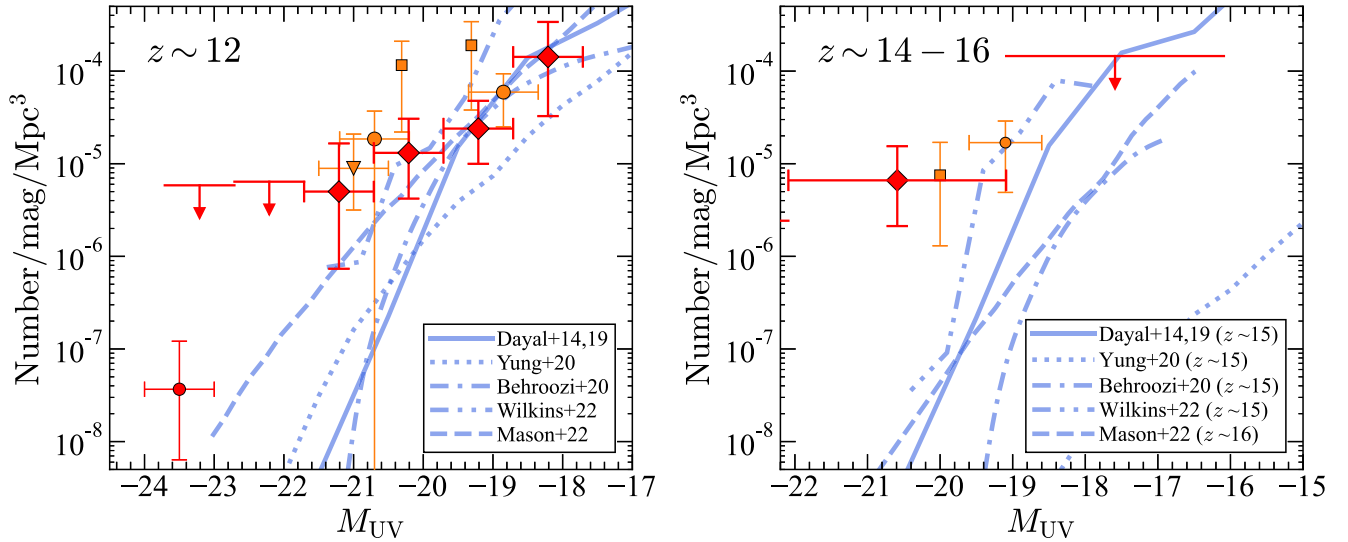 z ~ 12
Number/mag/Mpc³
10⁻⁴
10⁻⁵
10⁻⁶
10⁻⁷
10⁻⁸
Dayal+14,19
Yung+20
Behroozi+20
Wilkins+22
Mason+22
−24 −23 −22 −21 −20 −19 −18 −17
M_UV
z ~ 14 − 16
Number/mag/Mpc³
10⁻⁴
10⁻⁵
10⁻⁶
10⁻⁷
10⁻⁸
Dayal+14,19 (z ~15)
Yung+20 (z ~15)
Behroozi+20 (z ~15)
Wilkins+22 (z ~15)
Mason+22 (z ~16)
−22 −21 −20 −19 −18 −17 −16 −15
M_UV